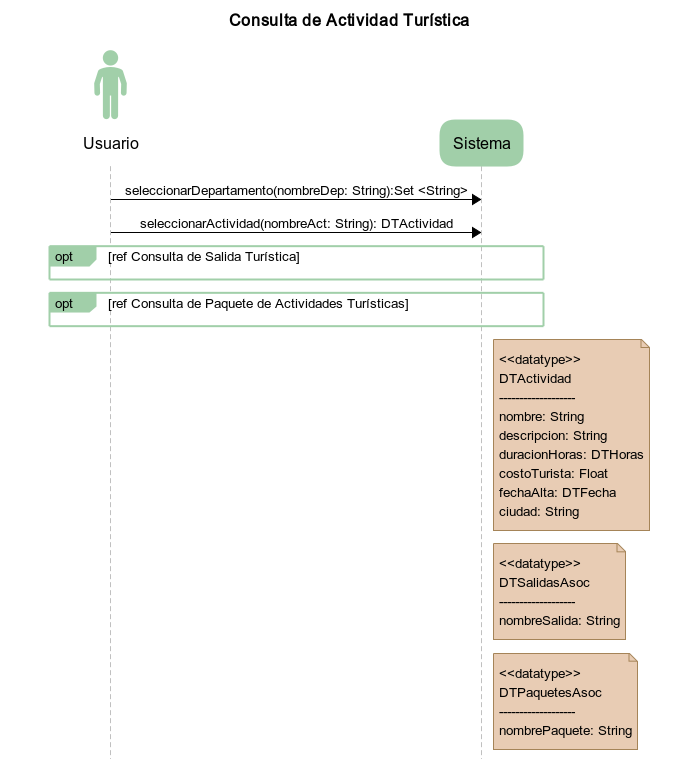 Consulta de Actividad Turística
Usuario
Sistema
seleccionarDepartamento(nombreDep: String):Set <String>
seleccionarActividad(nombreAct: String): DTActividad
opt [ref Consulta de Salida Turística]
opt [ref Consulta de Paquete de Actividades Turísticas]
<<datatype>>
DTActividad
-------------------
nombre: String
descripcion: String
duracionHoras: DTHoras
costoTurista: Float
fechaAlta: DTFecha
ciudad: String
<<datatype>>
DTSalidasAsoc
-------------------
nombreSalida: String
<<datatype>>
DTPaquetesAsoc
-------------------
nombrePaquete: String